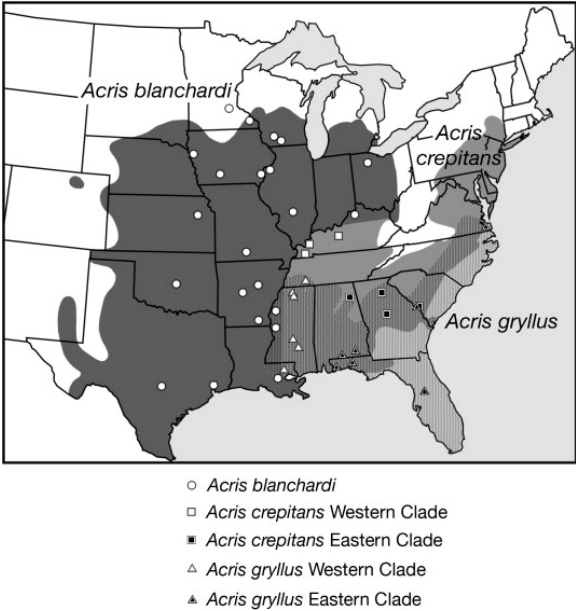 Acris blanchardi
Acris
crepitans
Acris gryllus
Acris blanchardi
Acris crepitans Western Clade
Acris crepitans Eastern Clade
Acris gryllus Western Clade
Acris gryllus Eastern Clade